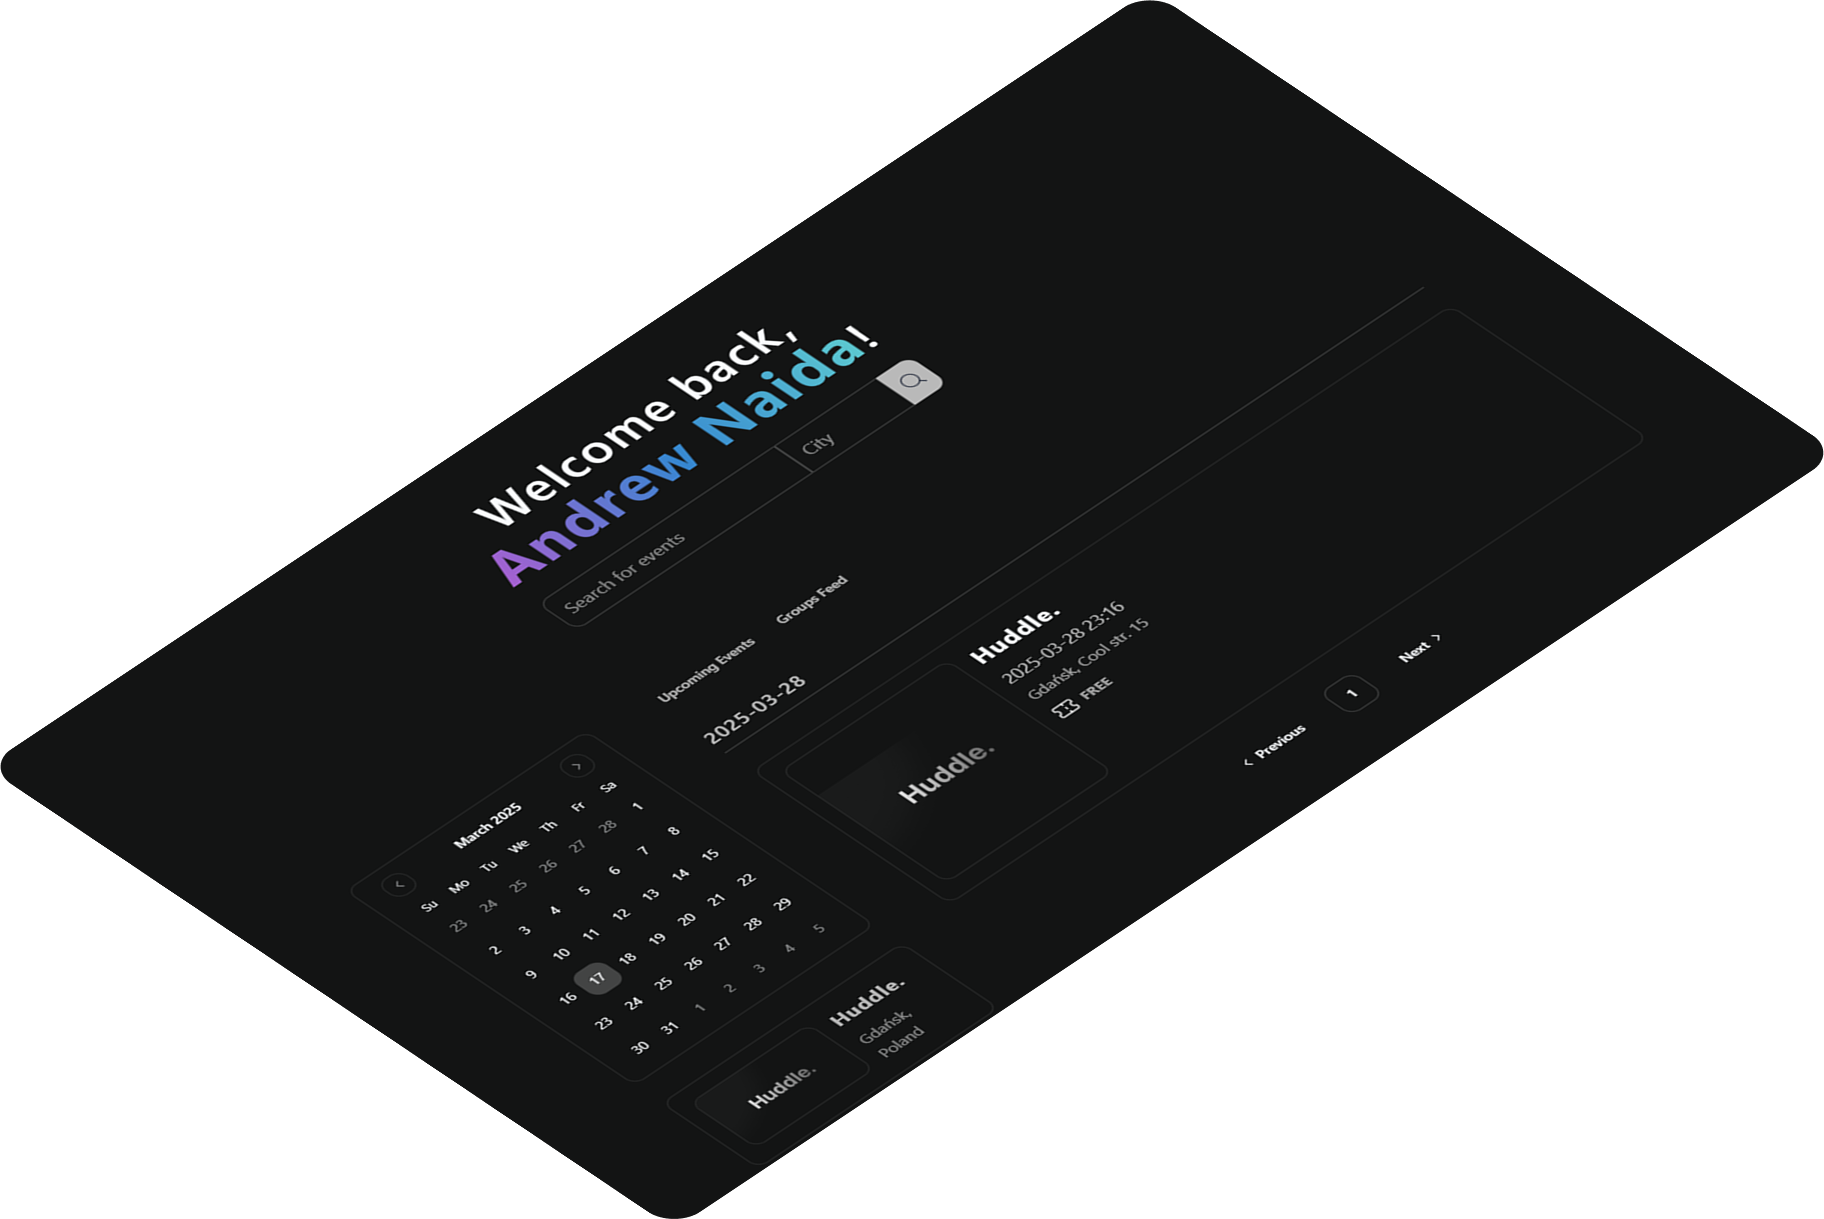 Welcome back,
Andrew Naida!
Search for events
City
Upcoming Events
Groups Feed
2025-03-28
Huddle.
Huddle.
2025-03-28 23:16
Gdańsk, Cool str. 15
FREE
‹ Previous
1
Next ›
‹ March 2025 ›
Su Mo Tu We Th Fr Sa
23 24 25 26 27 28 1
2 3 4 5 6 7 8
9 10 11 12 13 14 15
16 17 18 19 20 21 22
23 24 25 26 27 28 29
30 31 1 2 3 4 5
Huddle.
Huddle.
Gdańsk,
Poland